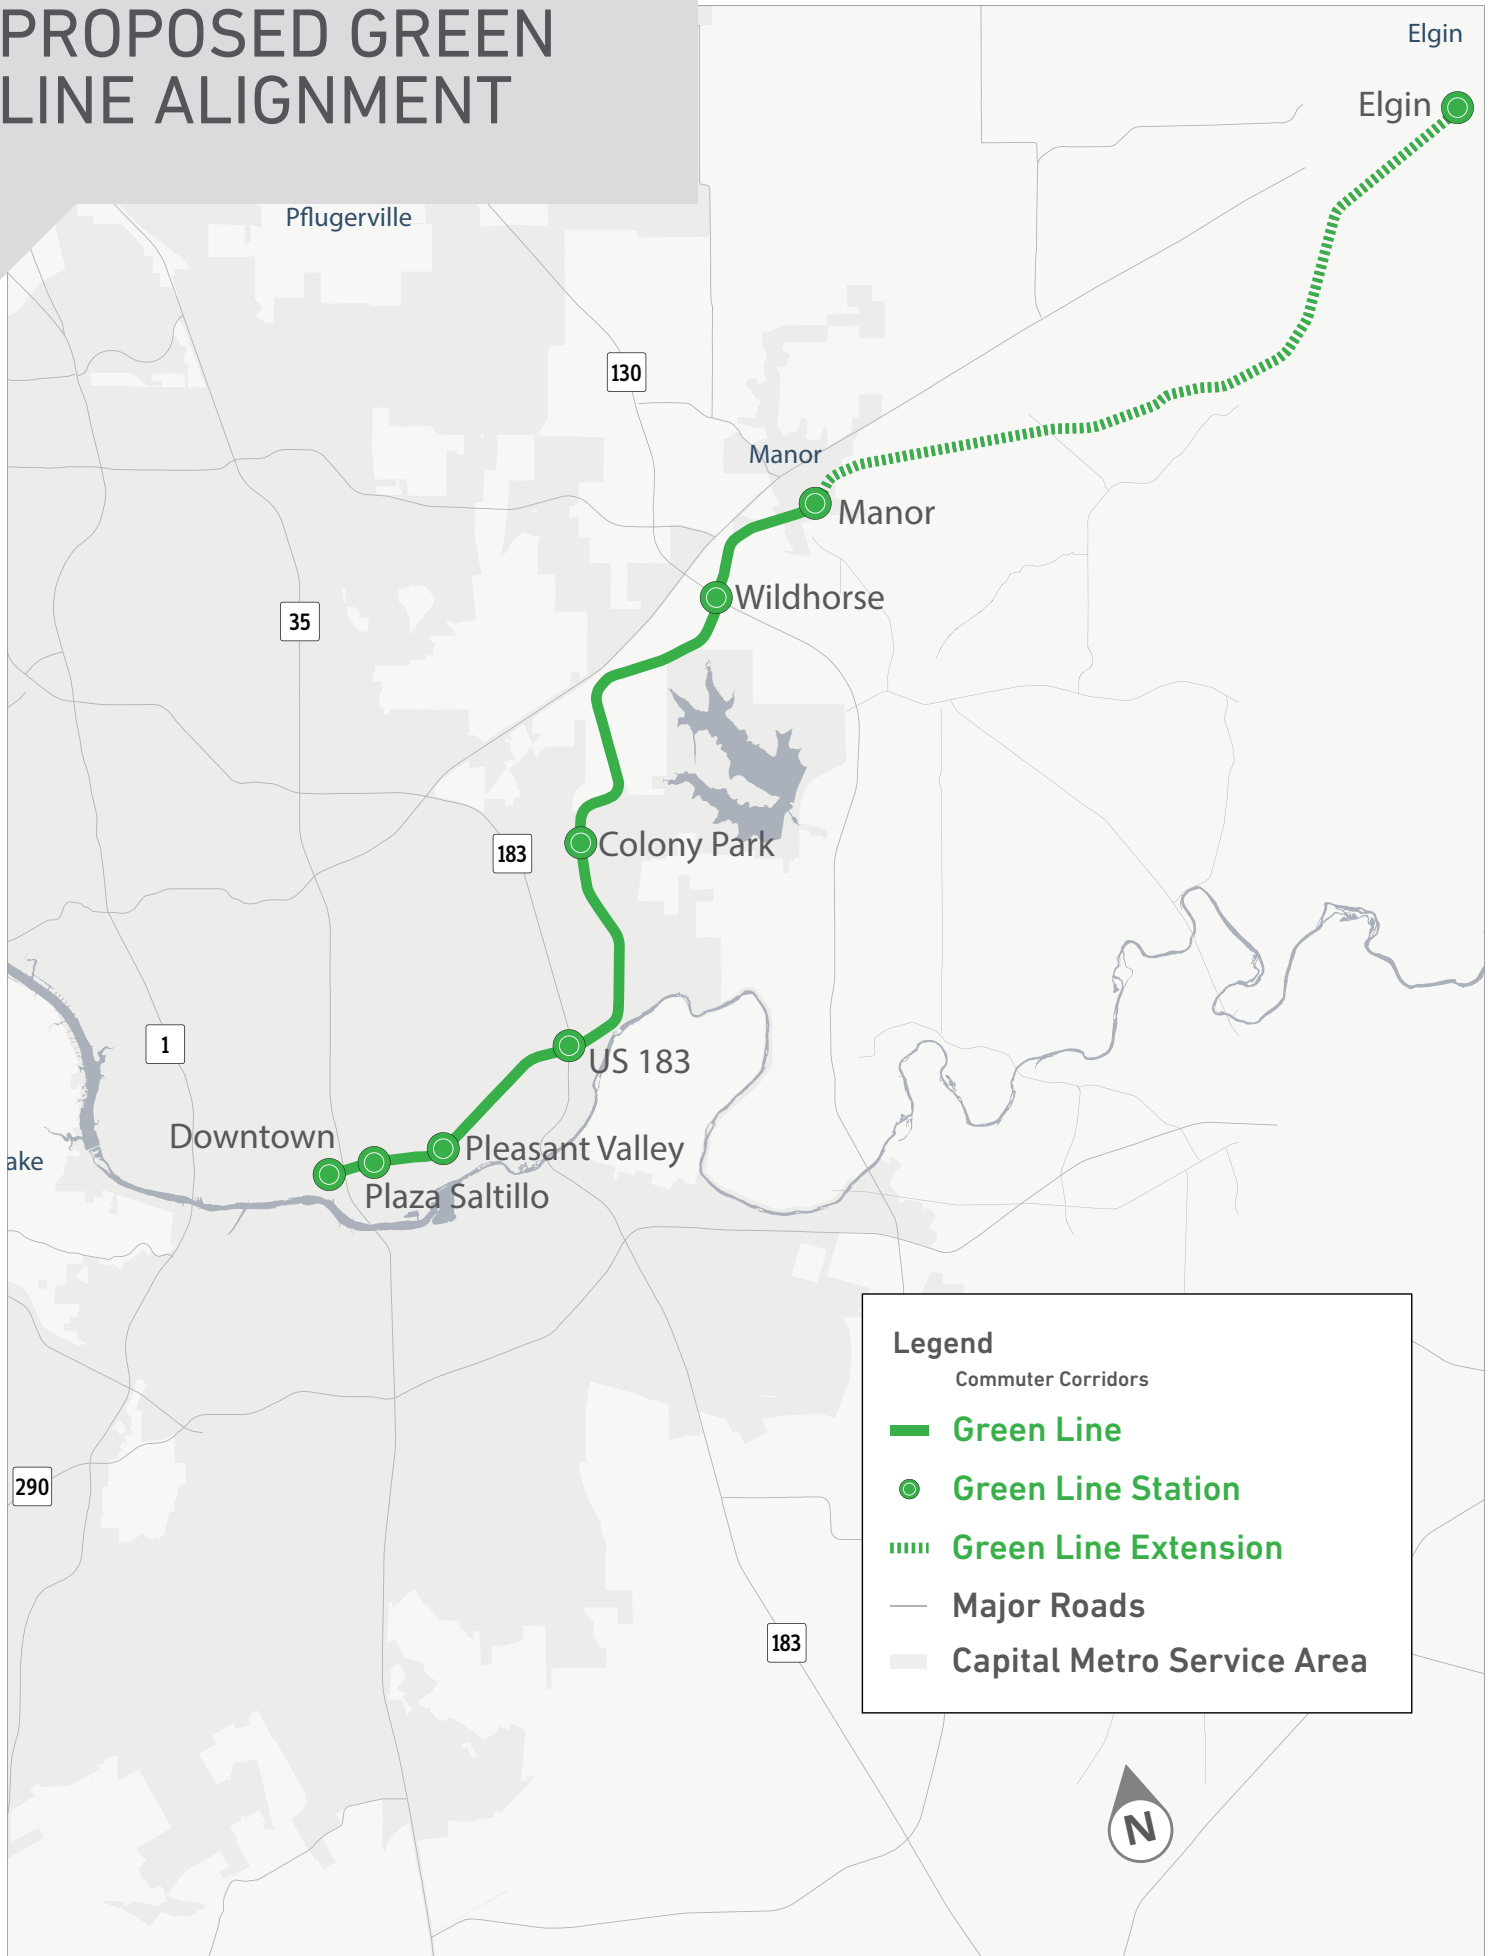 PROPOSED GREEN
LINE ALIGNMENT
Elgin
Elgin
Pflugerville
130
Manor
Manor
Wildhorse
35
Colony Park
183
1
US 183
Downtown
Pleasant Valley
ake
Plaza Saltillo
Legend
Commuter Corridors
Green Line
290
Green Line Station
Green Line Extension
Major Roads
183
Capital Metro Service Area
N